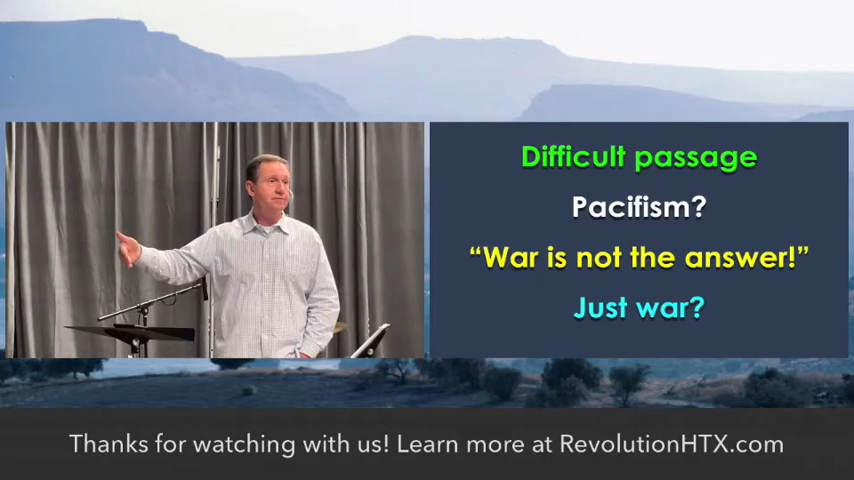 Difficult passage
Pacifism?
“War is not the answer!”
Just war?
Thanks for watching with us! Learn more at RevolutionHTX.com